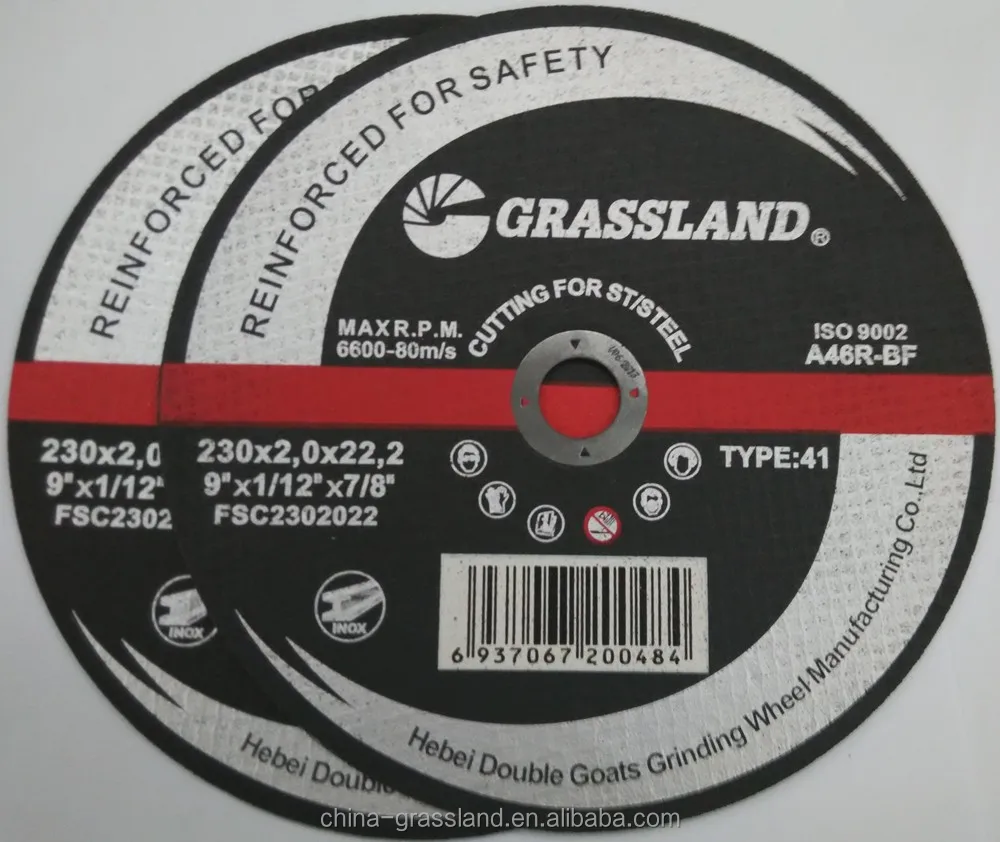 REINFORCED FOR
REINFORCED FOR SAFETY
GRASSLAND®
CUTTING FOR ST/STEEL
MAX R.P.M.
6600-80m/s
ISO 9002
A46R-BF
230x2,0
9"x1/12"
FSC2302
230x2,0x22,2
9"x1/12"x7/8"
FSC2302022
TYPE:41
INOX
INOX
6 937067 200484
Hebei Double
Hebei Double Goats Grinding Wheel Manufacturing Co.,Ltd
china-grassland.en.alibaba.com